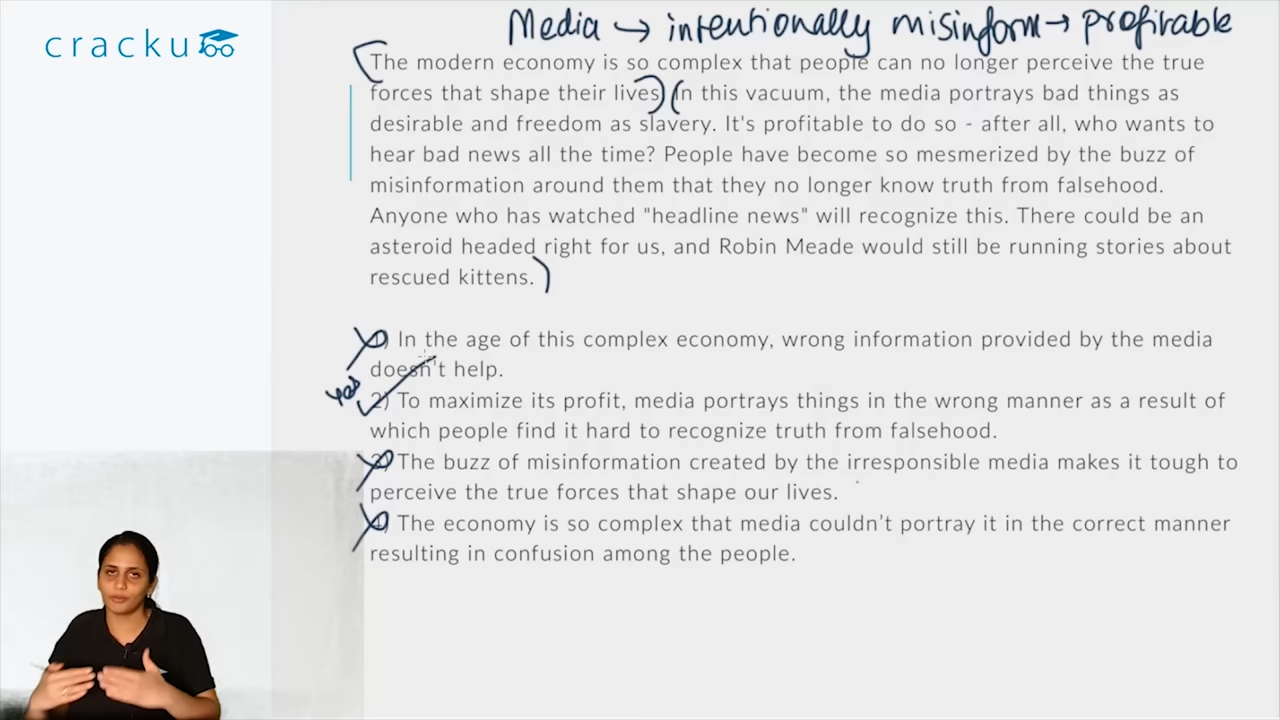 cracku
Media → intentionally misinform → profitable
The modern economy is so complex that people can no longer perceive the true
forces that shape their lives. In this vacuum, the media portrays bad things as
desirable and freedom as slavery. It's profitable to do so - after all, who wants to
hear bad news all the time? People have become so mesmerized by the buzz of
misinformation around them that they no longer know truth from falsehood.
Anyone who has watched "headline news" will recognize this. There could be an
asteroid headed right for us, and Robin Meade would still be running stories about
rescued kittens.
1) In the age of this complex economy, wrong information provided by the media
doesn't help.
yes
2) To maximize its profit, media portrays things in the wrong manner as a result of
which people find it hard to recognize truth from falsehood.
3) The buzz of misinformation created by the irresponsible media makes it tough to
perceive the true forces that shape our lives.
4) The economy is so complex that media couldn't portray it in the correct manner
resulting in confusion among the people.